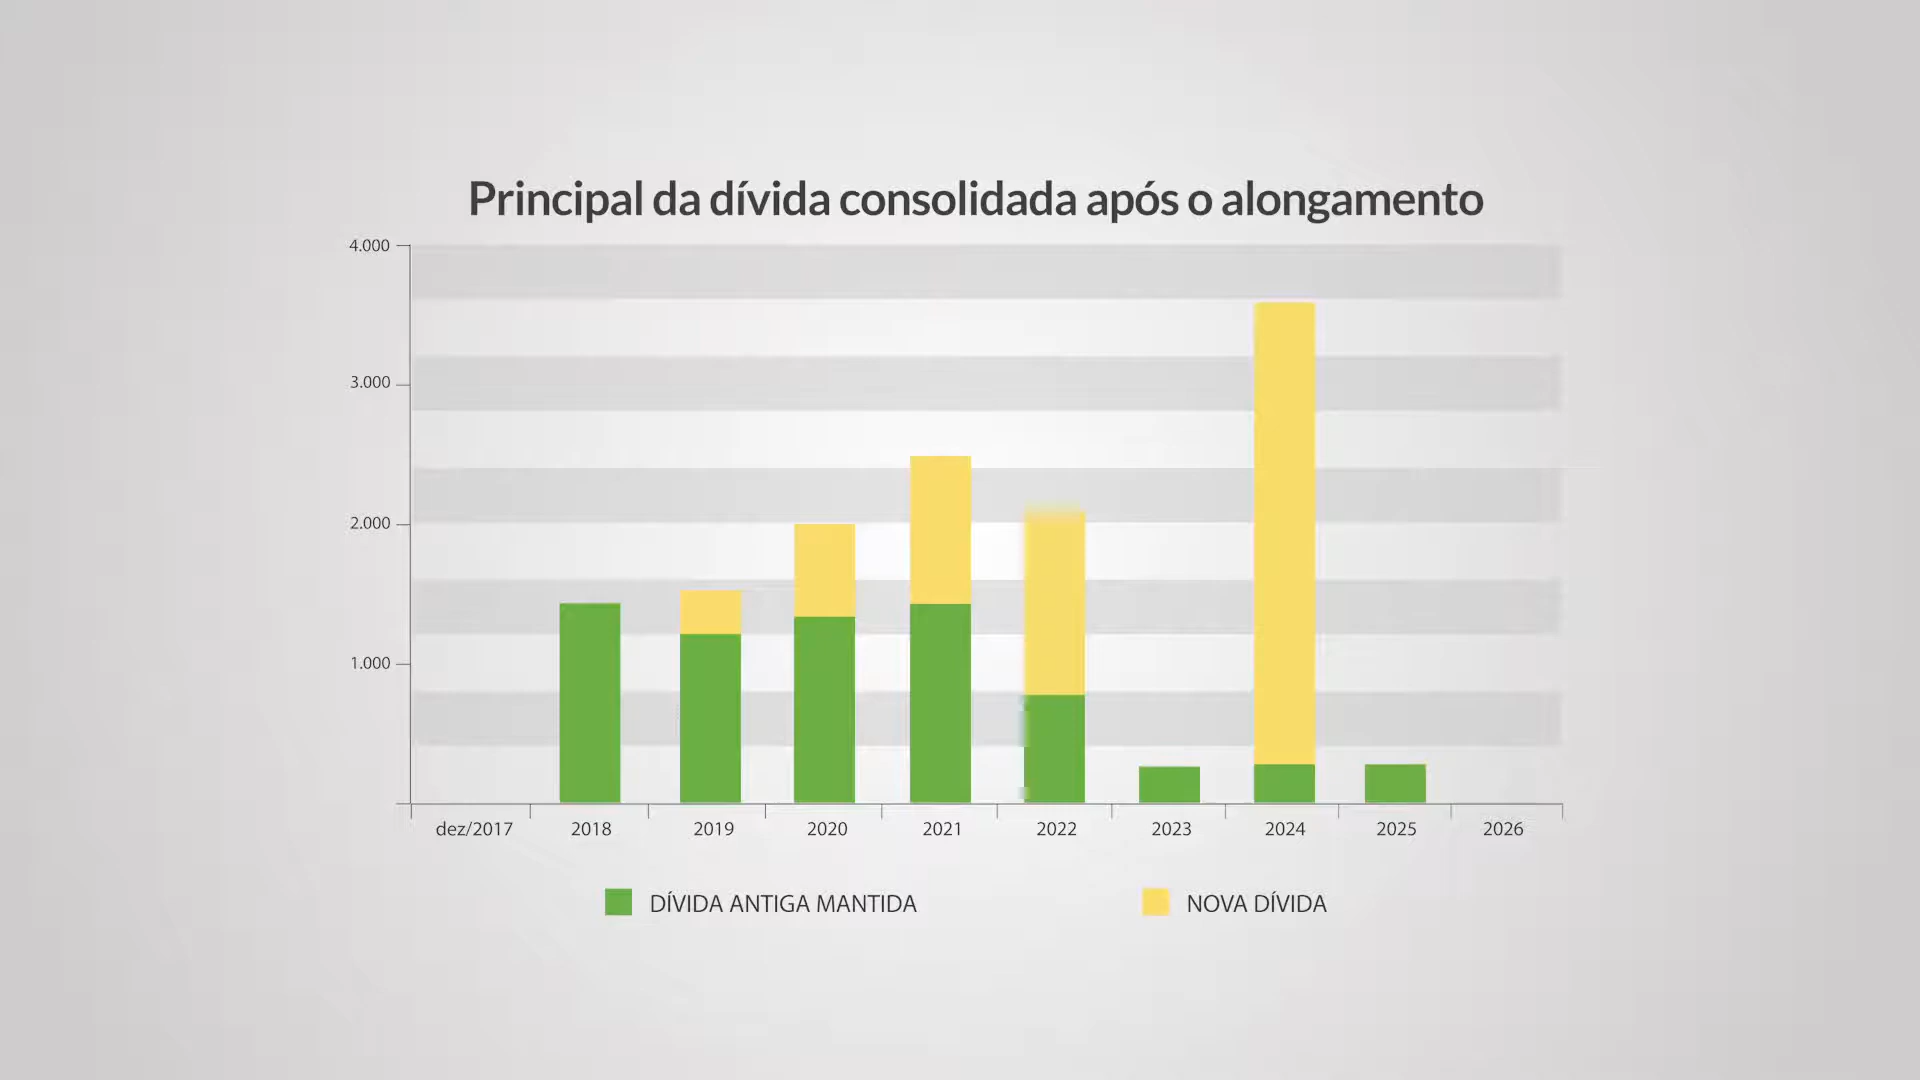 Principal da dívida consolidada após o alongamento
4.000
3.000
2.000
1.000
dez/2017 2018 2019 2020 2021 2022 2023 2024 2025 2026
DÍVIDA ANTIGA MANTIDA NOVA DÍVIDA